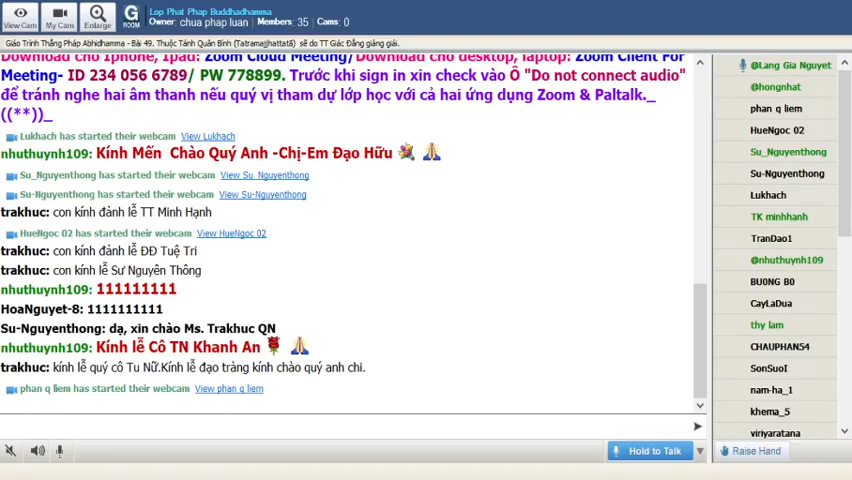 View Cam
My Cam
Enlarge
G
ROOM
Lop Phat Phap Buddhadhamma
Owner: chua phap luan / Members: 35 / Cams: 0
Giáo Trình Thắng Pháp Abhidhamma - Bài 49. Thuộc Tánh Quân Bình (Tatramajjhattatā) sẽ do TT Giác Đẳng giảng giải.
Download cho Iphone, Ipad: Zoom Cloud Meeting/Download cho desktop, laptop: Zoom Client For
Meeting- ID 234 056 6789/ PW 778899. Trước khi sign in xin check vào Ô "Do not connect audio"
để tránh nghe hai âm thanh nếu quý vị tham dự lớp học với cả hai ứng dụng Zoom & Paltalk._
((**))_
Lukhach has started their webcam View Lukhach
nhuthuynh109: Kính Mến Chào Quý Anh -Chị-Em Đạo Hữu
Su_Nguyenthong has started their webcam View Su_Nguyenthong
Su-Nguyenthong has started their webcam View Su-Nguyenthong
trakhuc: con kính đảnh lễ TT Minh Hạnh
HueNgoc 02 has started their webcam View HueNgoc 02
trakhuc: con kính đảnh lễ ĐĐ Tuệ Tri
trakhuc: con kính lễ Sư Nguyên Thông
nhuthuynh109: 111111111
HoaNguyet-8: 1111111111
Su-Nguyenthong: dạ, xin chào Ms. Trakhuc QN
nhuthuynh109: Kính lễ Cô TN Khanh An
trakhuc: kính lễ quý cô Tu Nữ.Kính lễ đạo tràng kính chào quý anh chi.
phan q liem has started their webcam View phan q liem
Hold to Talk
@Lang Gia Nguyet
@hongnhat
phan q liem
HueNgoc 02
Su_Nguyenthong
Su-Nguyenthong
Lukhach
TK minhhanh
TranDao1
@nhuthuynh109
BU0NG B0
CayLaDua
thy lam
CHAUPHAN54
SonSuoI
nam-ha_1
khema_5
viriyaratana
Raise Hand